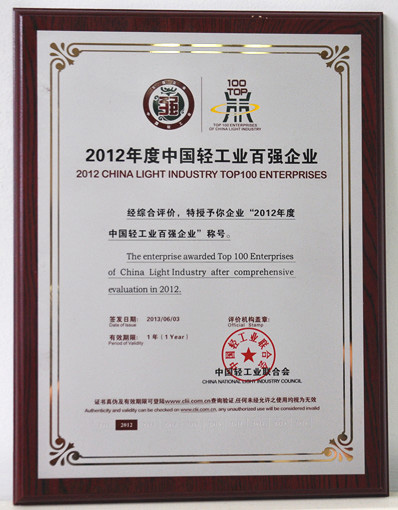 100
TOP
TOP 100 ENTERPRISES
OF CHINA LIGHT INDUSTRY
2012年度中国轻工业百强企业
2012 CHINA LIGHT INDUSTRY TOP100 ENTERPRISES
经综合评价，特授予你企业“2012年度
中国轻工业百强企业”称号。
The enterprise awarded Top 100 Enterprises
of China Light Industry after comprehensive
evaluation in 2012.
签发日期: 2013/06/03 评价机构盖章:
Date of Issue Official Stamp
有效期限: 1 年 ( 1 Year )
Period of Validity
中国轻工业联合会
中国轻工业联合会
CHINA NATIONAL LIGHT INDUSTRY COUNCIL
证书真伪及有效期限可登陆www.clii.com.cn查询验证,任何未经允许之使用均视为无效
Authenticity and validity can be checked on www.clii.com.cn, any unauthorized use will be considered invalid
2012